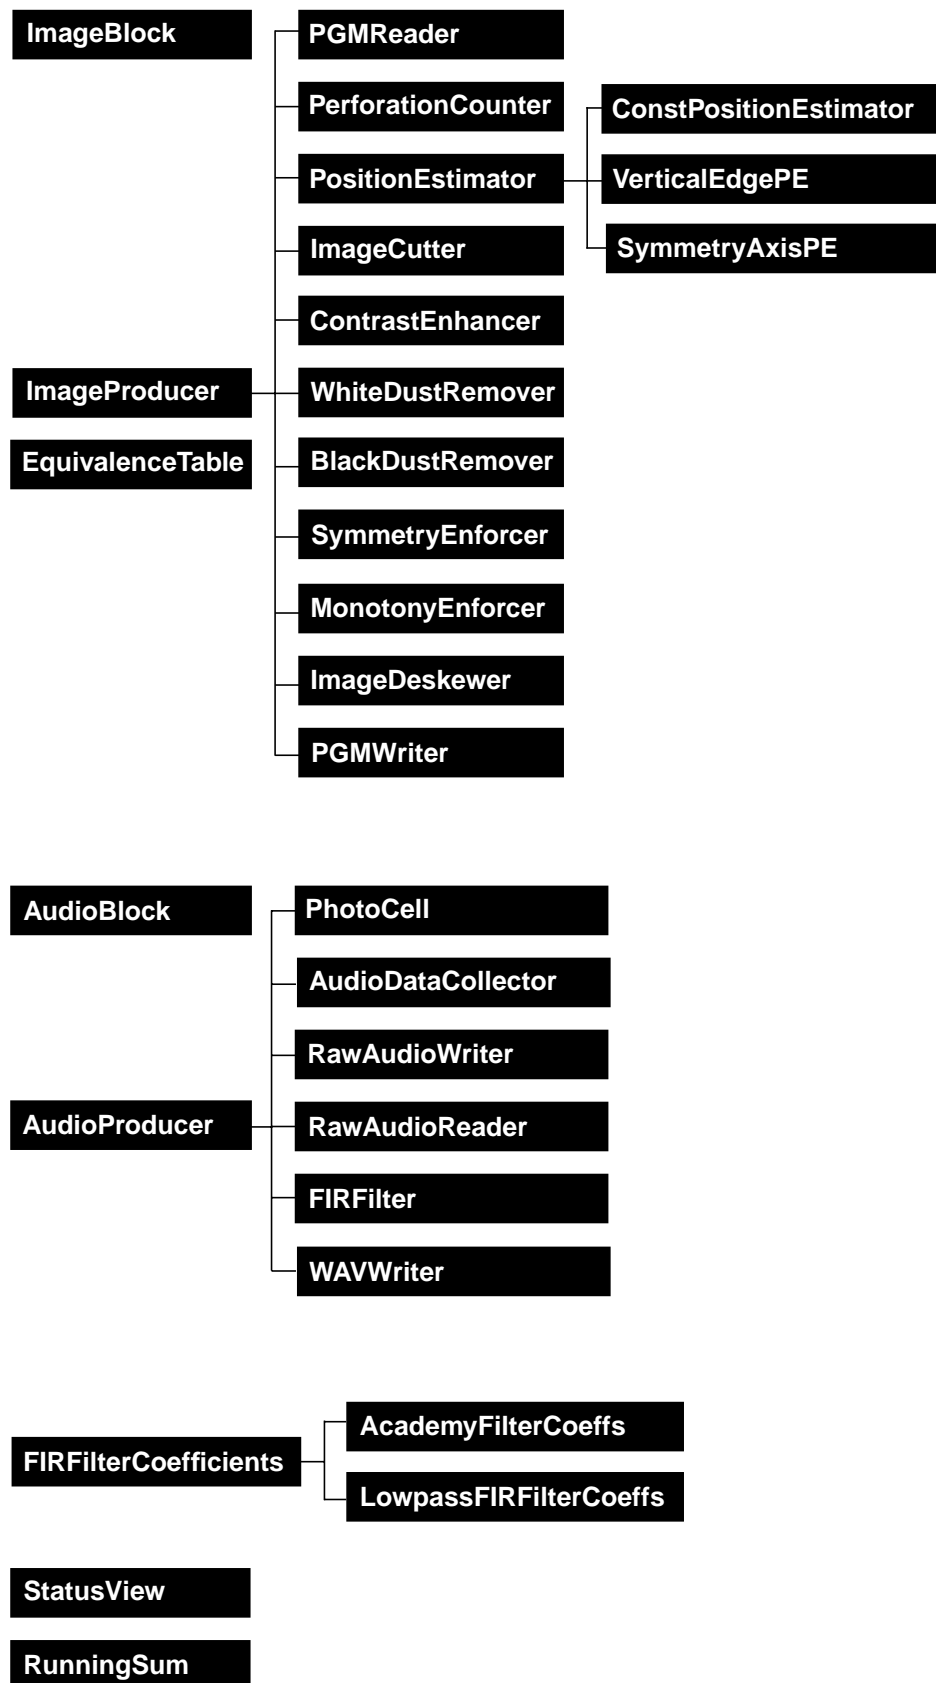 ImageBlock
PGMReader
PerforationCounter
ConstPositionEstimator
PositionEstimator
VerticalEdgePE
ImageCutter
SymmetryAxisPE
ContrastEnhancer
ImageProducer
WhiteDustRemover
EquivalenceTable
BlackDustRemover
SymmetryEnforcer
MonotonyEnforcer
ImageDeskewer
PGMWriter
AudioBlock
PhotoCell
AudioDataCollector
RawAudioWriter
AudioProducer
RawAudioReader
FIRFilter
WAVWriter
AcademyFilterCoeffs
FIRFilterCoefficients
LowpassFIRFilterCoeffs
StatusView
RunningSum